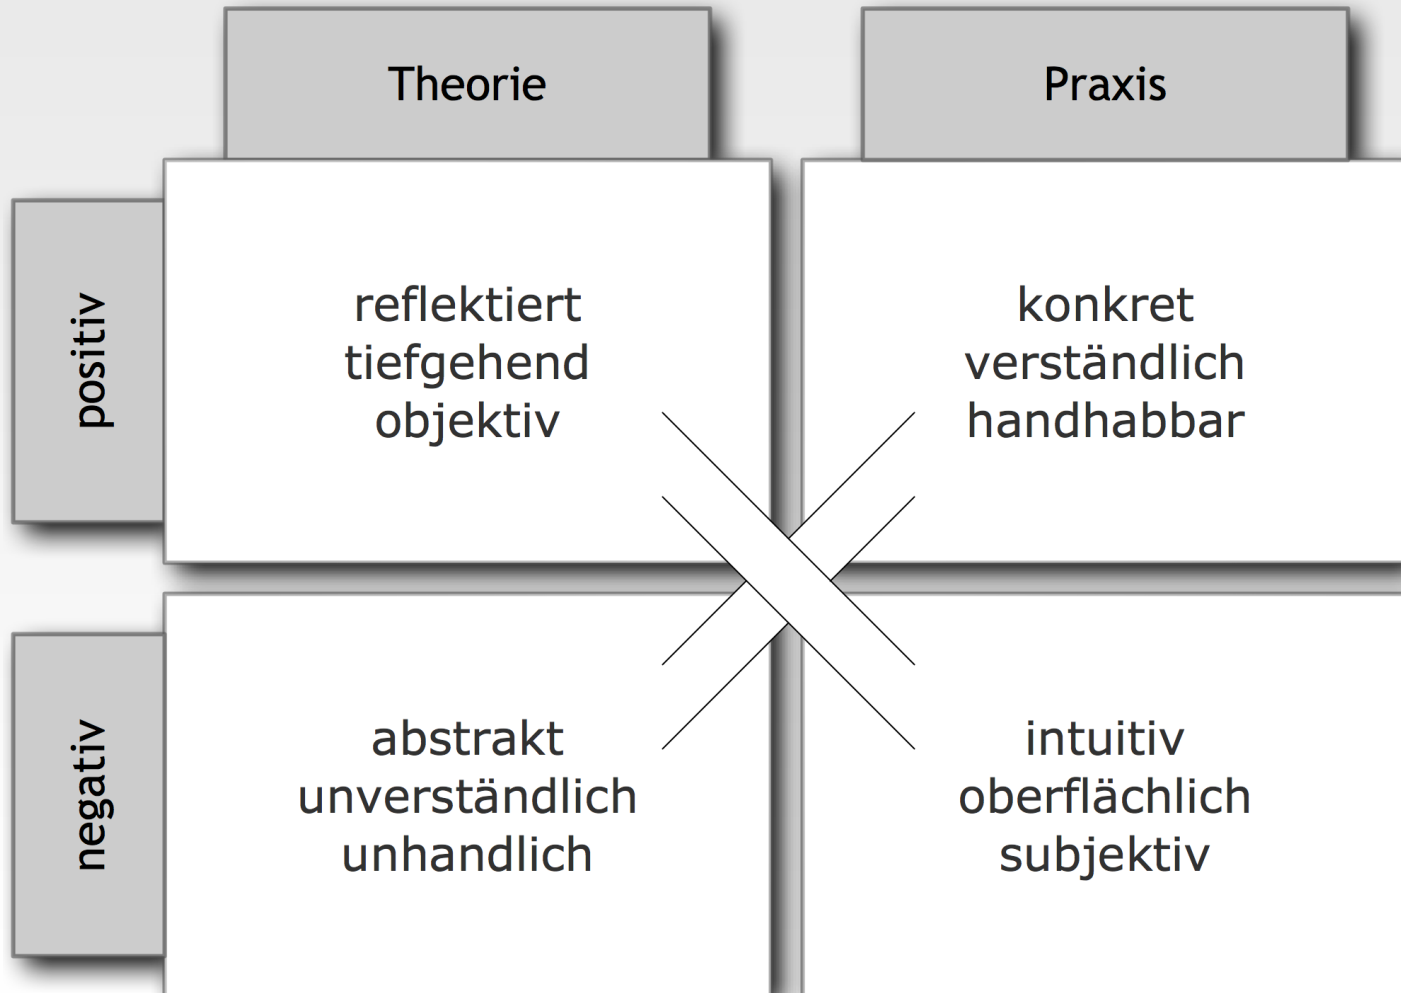 Theorie
Praxis
positiv
reflektiert
tiefgehend
objektiv
konkret
verständlich
handhabbar
negativ
abstrakt
unverständlich
unhandlich
intuitiv
oberflächlich
subjektiv